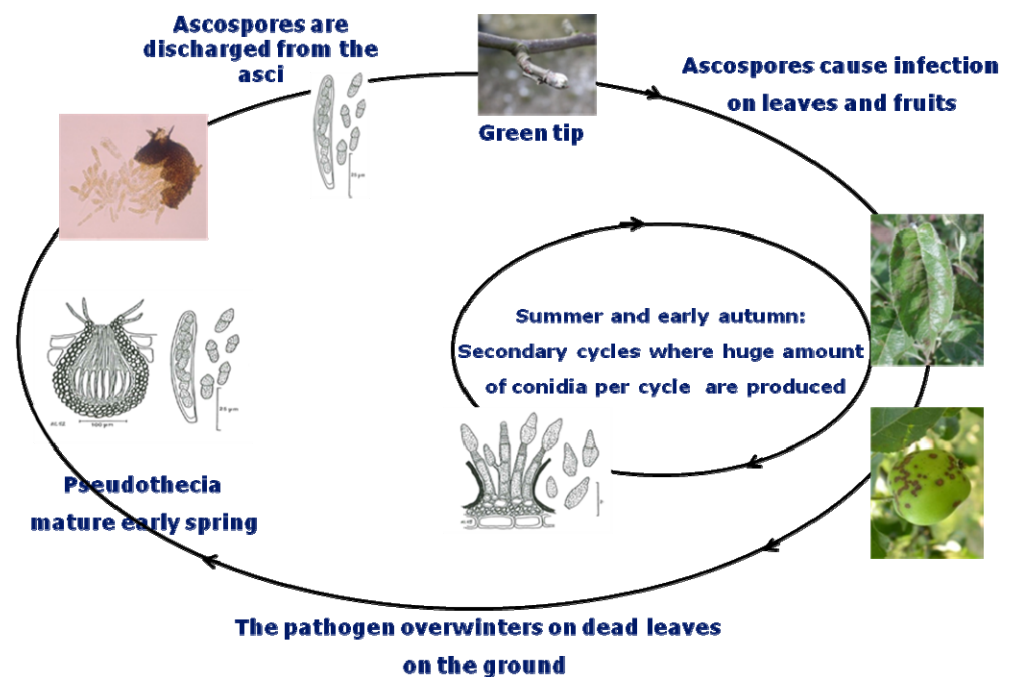 Ascospores are
discharged from the
asci
Green tip
Ascospores cause infection
on leaves and fruits
Summer and early autumn:
Secondary cycles where huge amount
of conidia per cycle are produced
Pseudothecia
mature early spring
The pathogen overwinters on dead leaves
on the ground